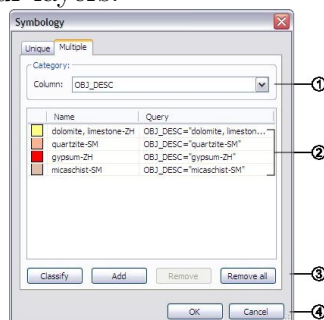 Symbology
Unique Multiple
Category:
Column: OBJ_DESC
1
Name Query
dolomite, limestone-ZH OBJ_DESC="dolomite, limeston...
quartzite-SM OBJ_DESC="quartzite-SM"
2
gypsum-ZH OBJ_DESC="gypsum-ZH"
micaschist-SM OBJ_DESC="micaschist-SM"
Classify Add Remove Remove all
3
OK Cancel
4